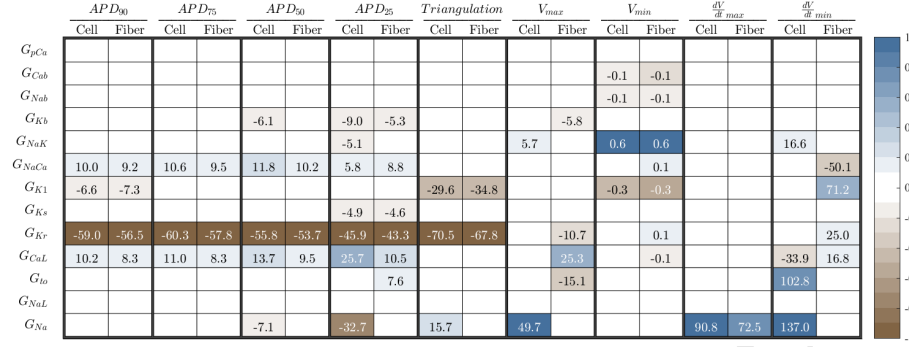 APD90 APD75 APD50 APD25 Triangulation Vmax Vmin dV/dt max dV/dt min
Cell Fiber Cell Fiber Cell Fiber Cell Fiber Cell Fiber Cell Fiber Cell Fiber Cell Fiber Cell Fiber
GpCa
GCab -0.1 -0.1
GNab -0.1 -0.1
GKb -6.1 -9.0 -5.3 -5.8
GNaK -5.1 5.7 0.6 0.6 16.6
GNaCa 10.0 9.2 10.6 9.5 11.8 10.2 5.8 8.8 0.1 -50.1
GK1 -6.6 -7.3 -29.6 -34.8 -0.3 -0.3 71.2
GKs -4.9 -4.6
GKr -59.0 -56.5 -60.3 -57.8 -55.8 -53.7 -45.9 -43.3 -70.5 -67.8 -10.7 0.1 25.0
GCaL 10.2 8.3 11.0 8.3 13.7 9.5 25.7 10.5 25.3 -0.1 -33.9 16.8
Gto 7.6 -15.1 102.8
GNaL
GNa -7.1 -32.7 15.7 49.7 90.8 72.5 137.0